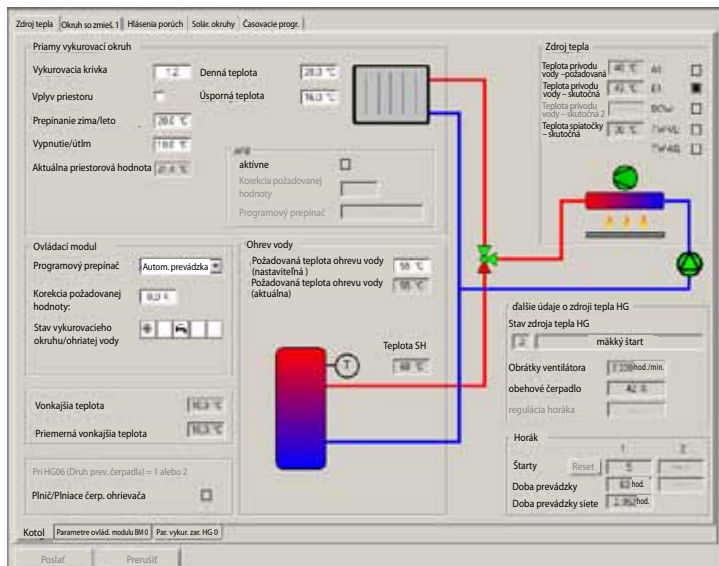 Zdroj tepla
Okruh so zmieš. 1
Hlásenia porúch
Solár. okruhy
Časovacie progr.
Priamy vykurovací okruh
Vykurovacia krivka
1.2
Denná teplota
20.0 °C
Vplyv priestoru
Úsporná teplota
16.0 °C
Prepínanie zima/leto
20.0 °C
Vypnutie/útlm
10.0 °C
Aktuálna priestorová hodnota
aktívne
Korekcia požadovanej
hodnoty
Programový prepínač
Zdroj tepla
Teplota prívodu
vody –požadovaná
A1
Teplota prívodu
vody – skutočná
E1
Teplota prívodu
vody – skutočná 2
Teplota spiatočky
– skutočná
Ovládací modul
Programový prepínač
Autom. prevádzka
Korekcia požadovanej
hodnoty:
Stav vykurovacieho
okruhu/ohriatej vody
Ohrev vody
Požadovaná teplota ohrevu vody
(nastaviteľná )
Požadovaná teplota ohrevu vody
(aktuálna)
Teplota SH
T
ďalšie údaje o zdroji tepla HG
Stav zdroja tepla HG
2
mäkký štart
Obrátky ventilátora
hod./min.
obehové čerpadlo
regulácia horáka
Vonkajšia teplota
10.3 °C
Priemerná vonkajšia teplota
10.3 °C
Pri HG06 (Druh prev. čerpadla) = 1 alebo 2
Plnič/Plniace čerp. ohrievača
Horák
1
2
Štarty
Reset
5
Doba prevádzky
hod.
Doba prevádzky siete
hod.
Kotol
Parametre ovlád. modulu BM 0
Par. vykur. zar. HG 0
Poslať
Prerušiť